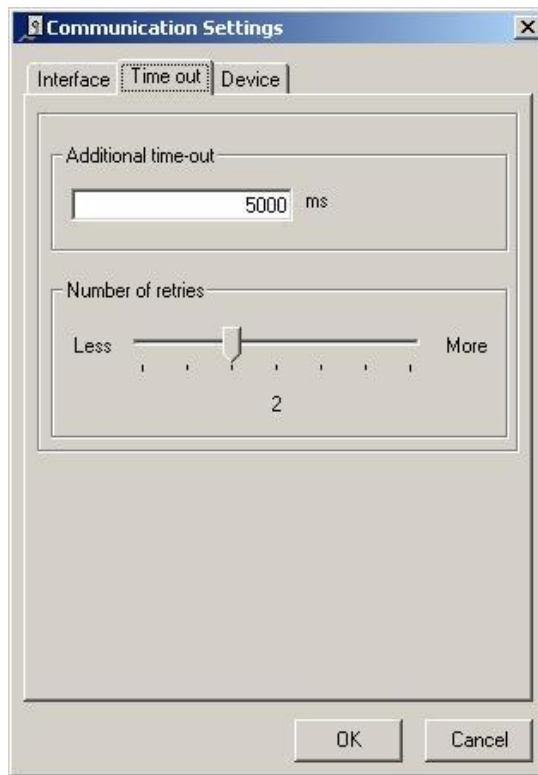 Communication Settings
Interface Time out Device
Additional time-out
5000 ms
Number of retries
Less More
2
OK Cancel